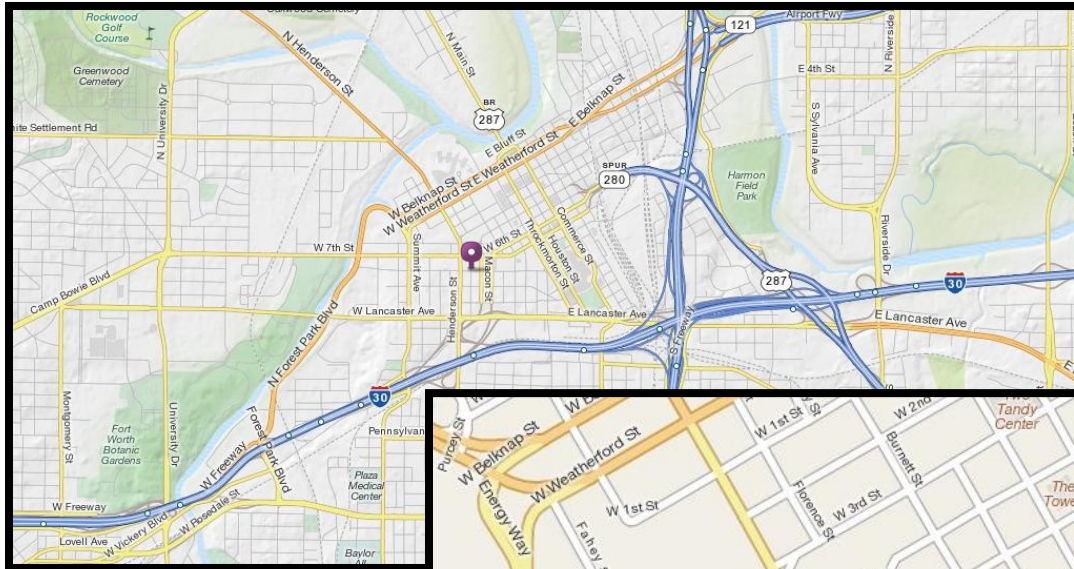 Rockwood
Golf
Course
Greenwood
Cemetery
N University Dr
N Henderson St
N Main St
BR
287
E Bluff St
E Belknap St
E Weatherford St
W Belknap St
W Weatherford St
121
Airport Fwy
N Riverside
E 4th St
S Sylvania Ave
Harmon
Field
Park
SPUR
280
W 7th St
W 6th St
Summit Ave
Henderson St
Macon St
Throckmorton St
Houston St
Commerce St
Camp Bowie Blvd
N Forest Park Blvd
W Lancaster Ave
E Lancaster Ave
S Freeway
287
Riverside Dr
30
E Lancaster Ave
30
Montgomery St
Fort
Worth
Botanic
Gardens
University Dr
Forest Park Blvd
W Freeway
W Freeway
W Vickery Blvd
W Rosedale St
Lovell Ave
Pennsylvan
Plaza
Medical
Center
Baylor
All
Purcey St
W Belknap St
Energy Way
W Weatherford St
W 1st St
W 1st St
Fahey St
Florence St
W 3rd St
Burnett St
W 2nd
Tandy
Center
The
Towe